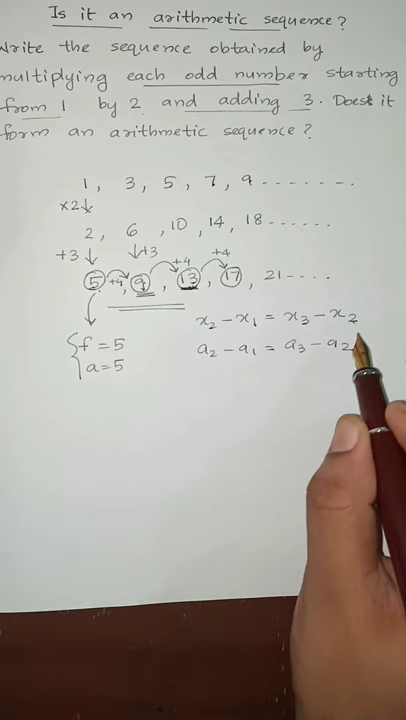 Is it an arithmetic sequence?
Write the sequence obtained by
multiplying each odd number starting
from 1 by 2 and adding 3. Does it
form an arithmetic sequence?
1, 3, 5, 7, 9 - - - - - - - .
×2↓
2, 6, 10, 14, 18 - - - - - -
+3↓ ↓+3 +4 +4
5 +4, 9, 13, 17, 21 - - - -
x₂ - x₁ = x₃ - x₂
f = 5
a₂ - a₁ = a₃ - a₂
a = 5